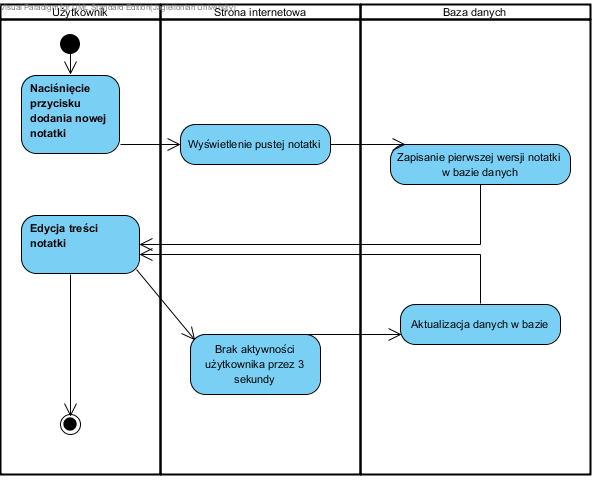 Visual Paradigm for UML Standard Edition(Jagiellonian University)
Użytkownik
Strona internetowa
Baza danych
Naciśnięcie
przycisku
dodania nowej
notatki
Wyświetlenie pustej notatki
Zapisanie pierwszej wersji notatki
w bazie danych
Edycja treści
notatki
Brak aktywności
użytkownika przez 3
sekundy
Aktualizacja danych w bazie